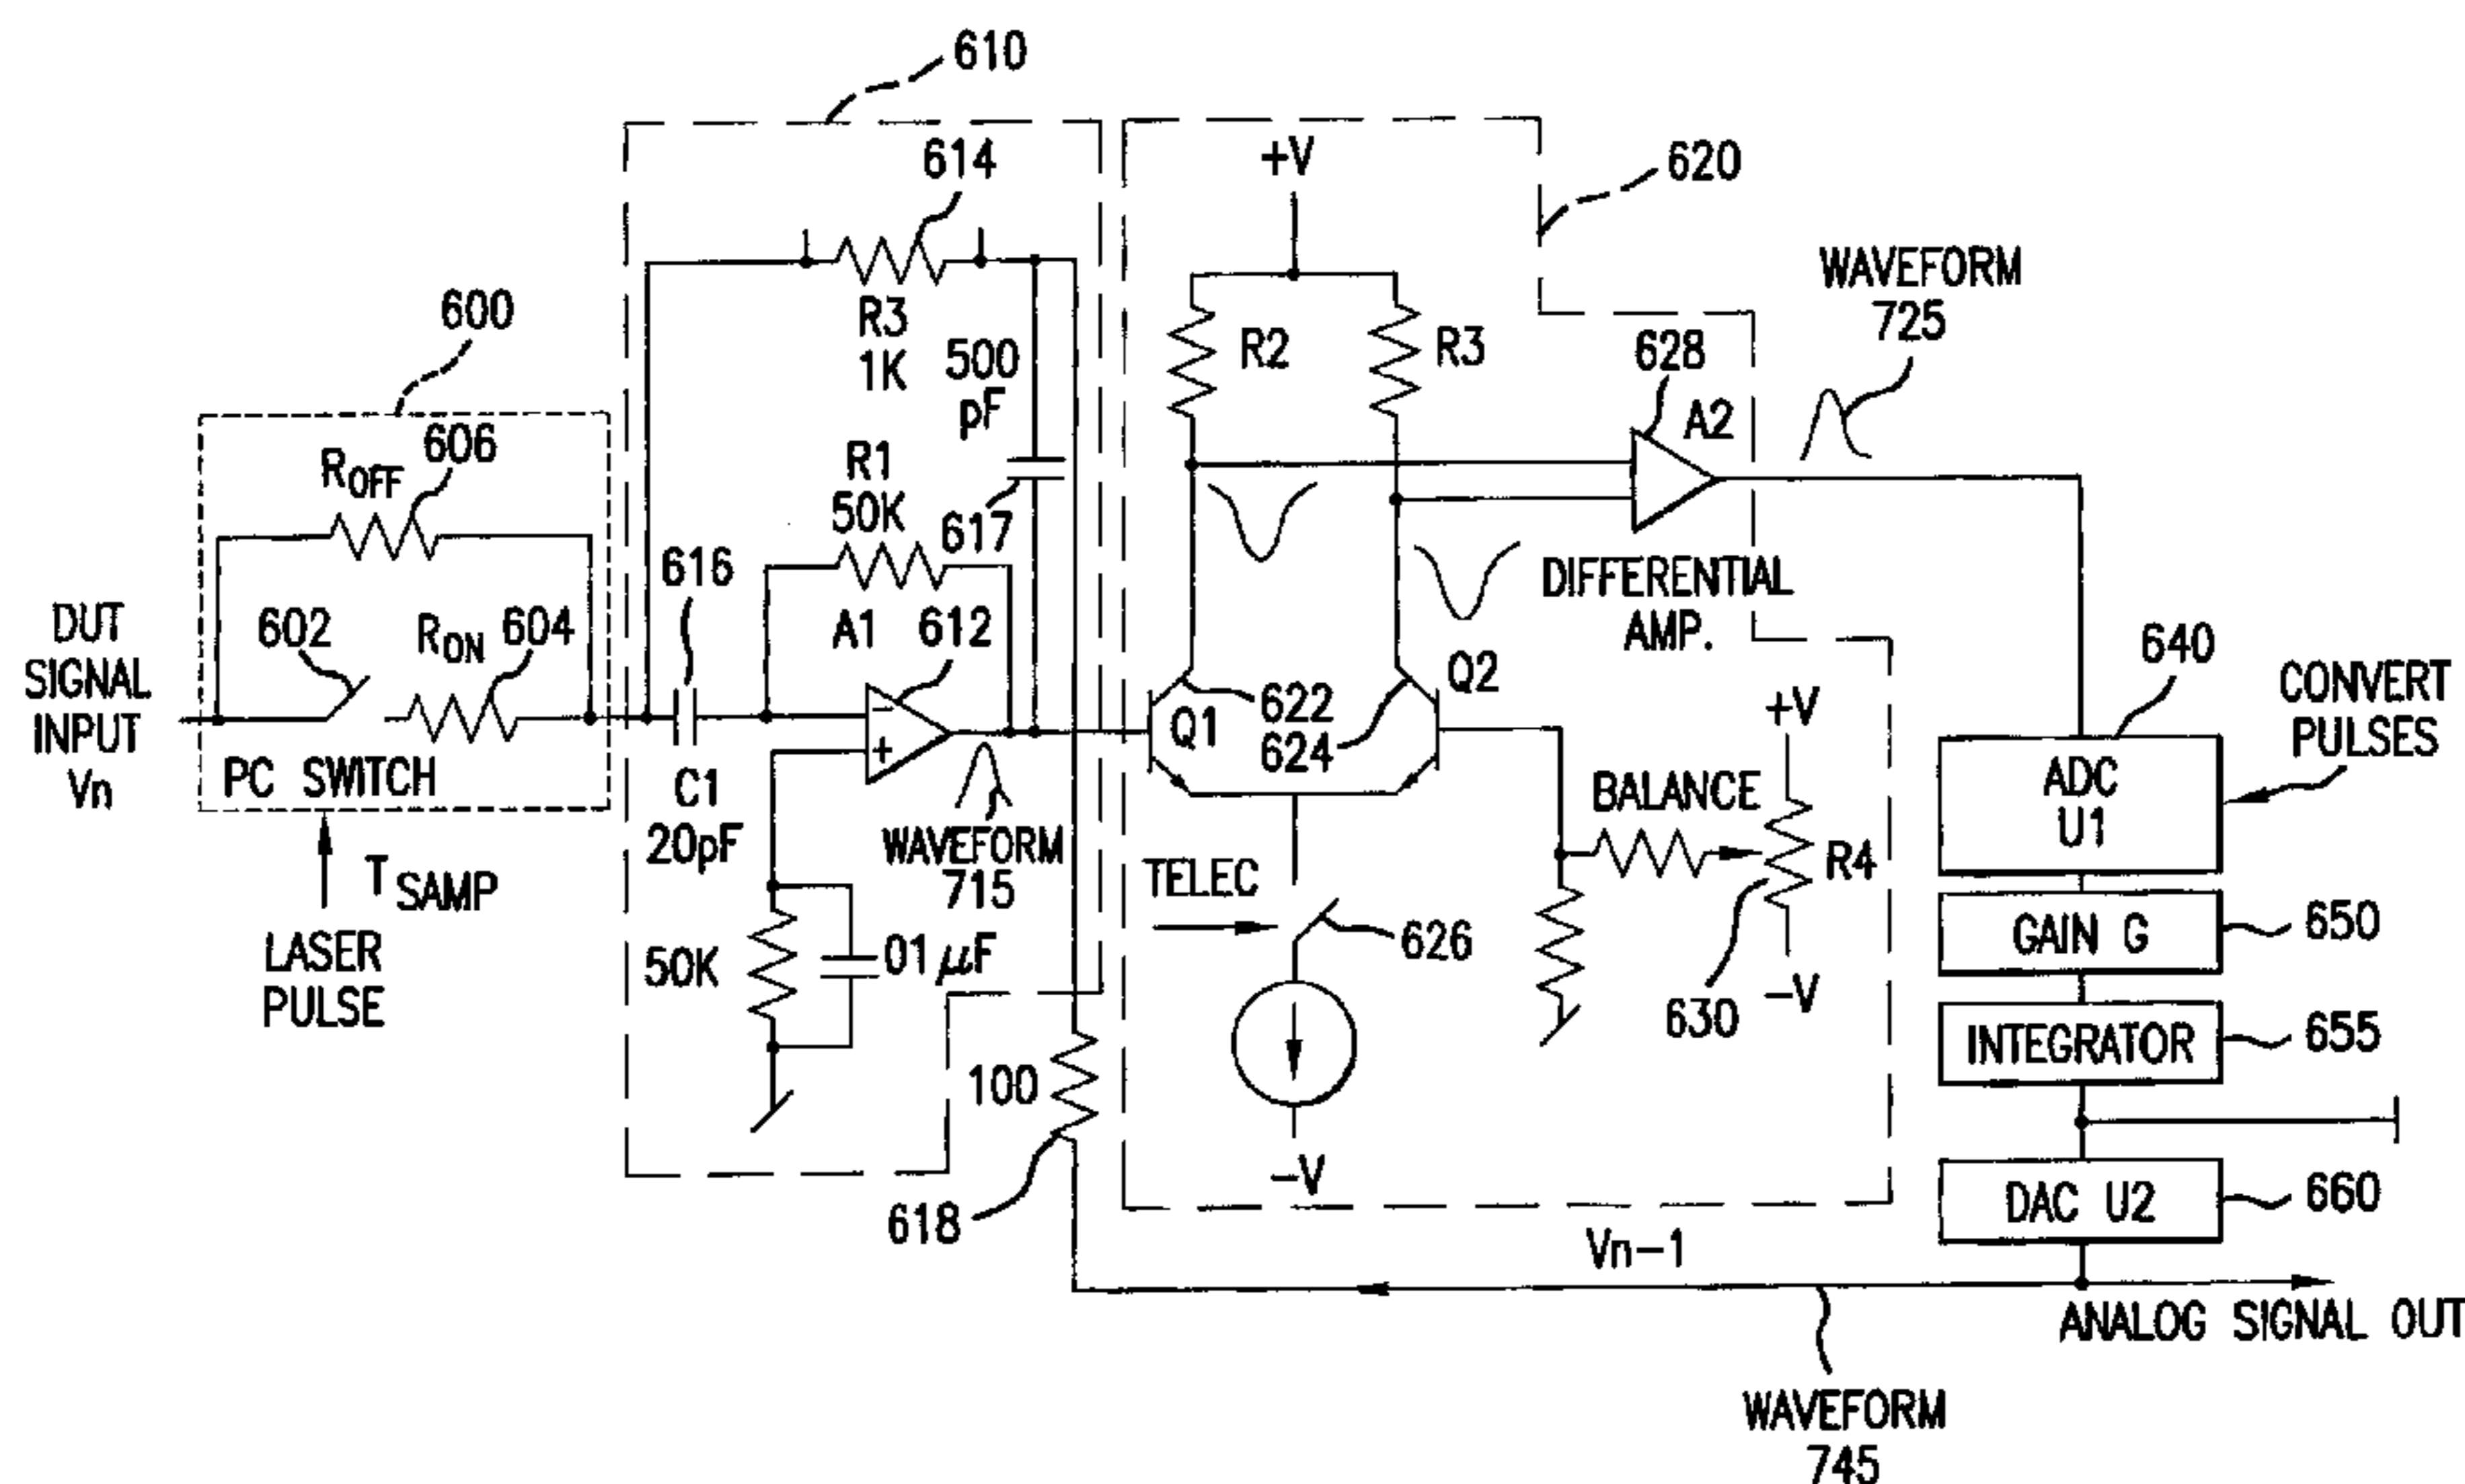 610
614
+V
620
WAVEFORM
725
600
R3
1K
500
pF
R2
R3
628
A2
ROFF
606
R1
50K
617
616
DIFFERENTIAL
AMP.
DUT
SIGNAL
INPUT
Vn
602
RON
604
A1
612
640
CONVERT
PULSES
PC SWITCH
C1
20pF
-
+
Q1
622
624
Q2
+V
BALANCE
ADC
U1
WAVEFORM
715
R4
TSAMP
LASER
PULSE
TELEC
626
50K
01 μF
630
-V
GAIN G
650
INTEGRATOR
655
100
-V
618
DAC U2
660
Vn-1
ANALOG SIGNAL OUT
WAVEFORM
745